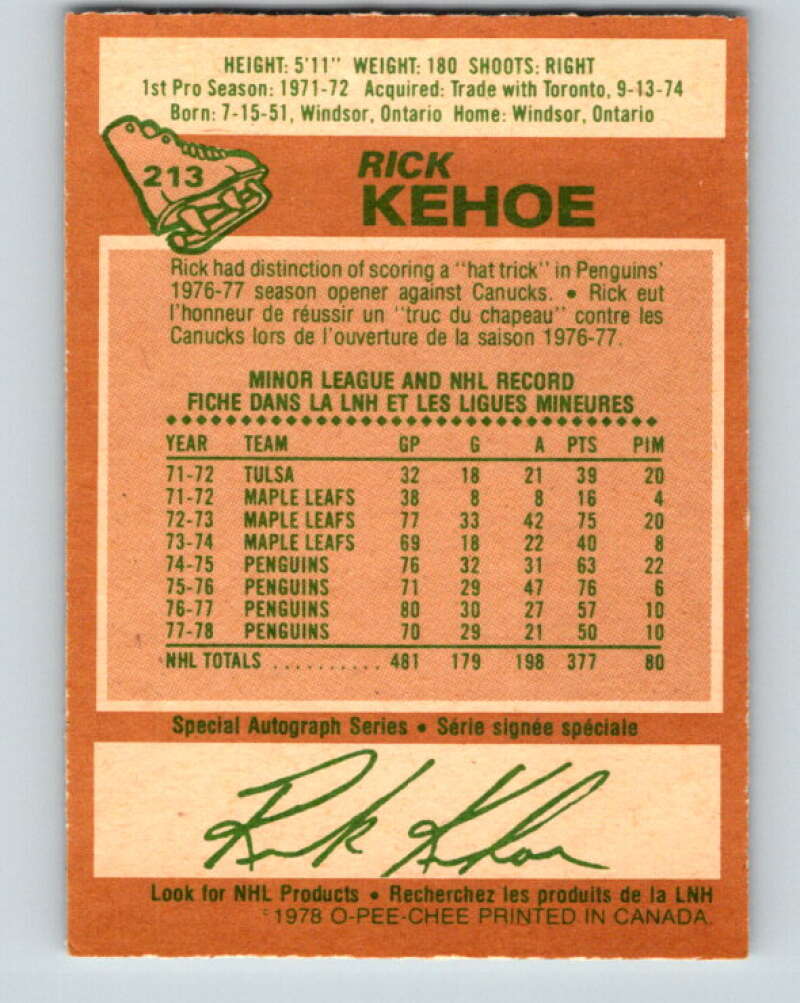 HEIGHT: 5'11" WEIGHT: 180 SHOOTS: RIGHT
1st Pro Season: 1971-72 Acquired: Trade with Toronto, 9-13-74
Born: 7-15-51, Windsor, Ontario Home: Windsor, Ontario
213
RICK
KEHOE
Rick had distinction of scoring a "hat trick" in Penguins'
1976-77 season opener against Canucks. • Rick eut
l'honneur de réussir un "truc du chapeau" contre les
Canucks lors de l'ouverture de la saison 1976-77.
MINOR LEAGUE AND NHL RECORD
FICHE DANS LA LNH ET LES LIGUES MINEURES
YEAR TEAM GP G A PTS PIM
71-72 TULSA 32 18 21 39 20
71-72 MAPLE LEAFS 38 8 8 16 4
72-73 MAPLE LEAFS 77 33 42 75 20
73-74 MAPLE LEAFS 69 18 22 40 8
74-75 PENGUINS 76 32 31 63 22
75-76 PENGUINS 71 29 47 76 6
76-77 PENGUINS 80 30 27 57 10
77-78 PENGUINS 70 29 21 50 10
NHL TOTALS .......... 481 179 198 377 80
Special Autograph Series • Série signée spéciale
Rick Kehoe
Look for NHL Products • Recherchez les produits de la LNH
©1978 O-PEE-CHEE PRINTED IN CANADA.